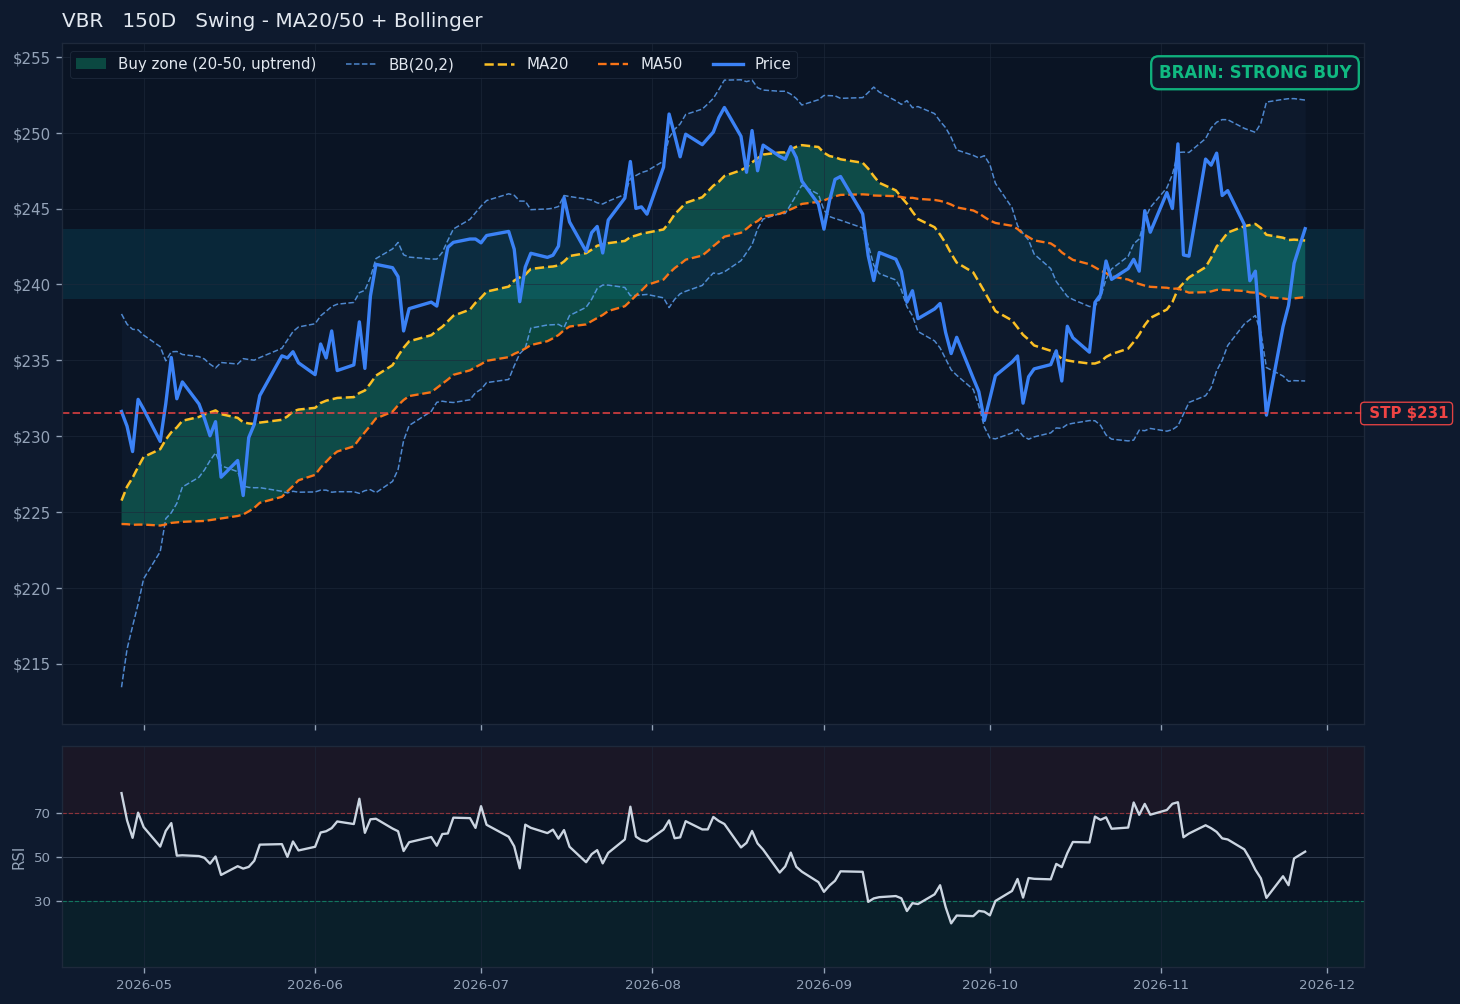 VBR   150D   Swing - MA20/50 + Bollinger
Buy zone (20-50, uptrend)   BB(20,2)   MA20   MA50   Price
BRAIN: STRONG BUY
$255
$250
$245
$240
$235
$230
$225
$220
$215
STP $231
RSI
70
50
30
2026-05   2026-06   2026-07   2026-08   2026-09   2026-10   2026-11   2026-12